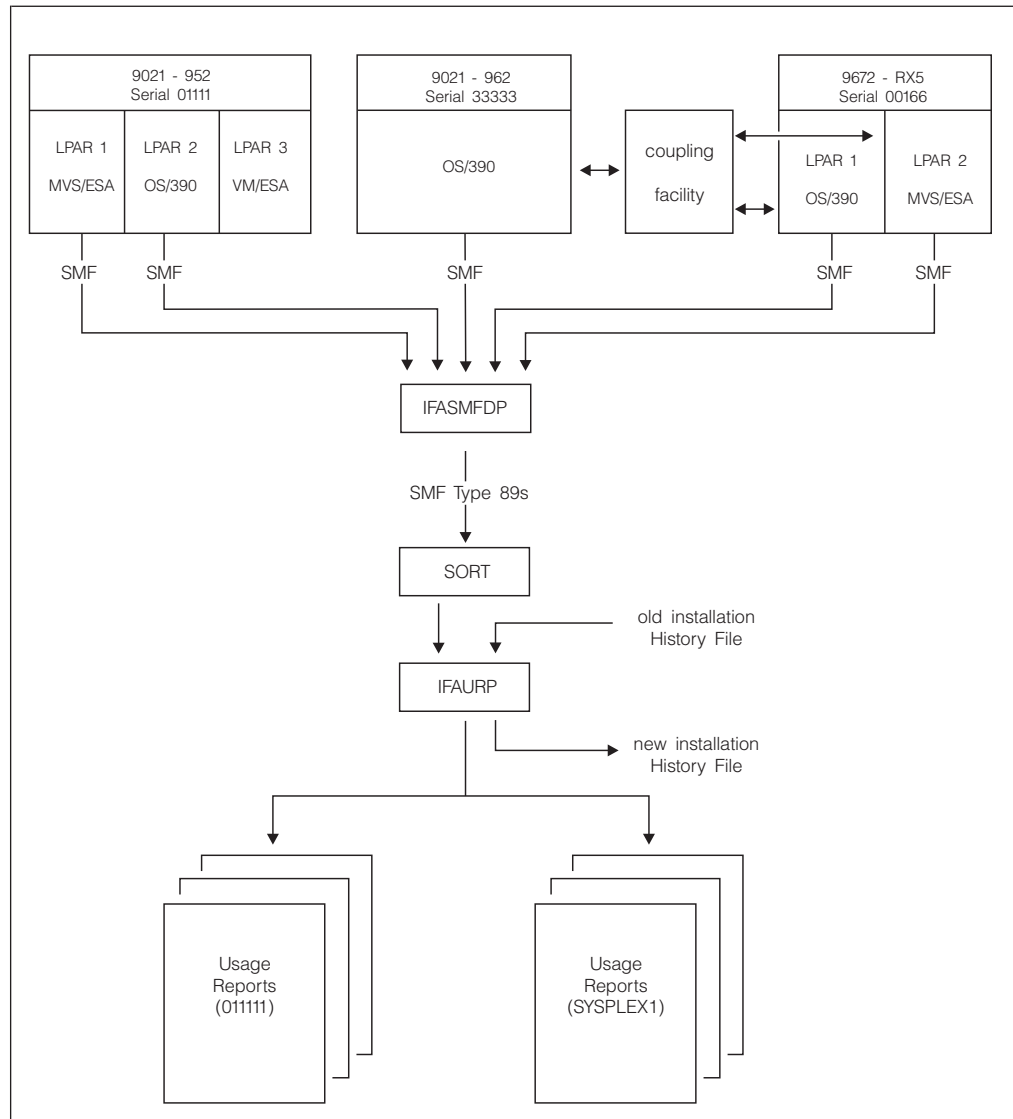 9021 - 952
Serial 01111
9021 - 962
Serial 33333
9672 - RX5
Serial 00166
LPAR 1
MVS/ESA
LPAR 2
OS/390
LPAR 3
VM/ESA
OS/390
coupling
facility
LPAR 1
OS/390
LPAR 2
MVS/ESA
SMF
SMF
SMF
SMF
SMF
IFASMFDP
SMF Type 89s
SORT
old installation
History File
IFAURP
new installation
History File
Usage
Reports
(011111)
Usage
Reports
(SYSPLEX1)